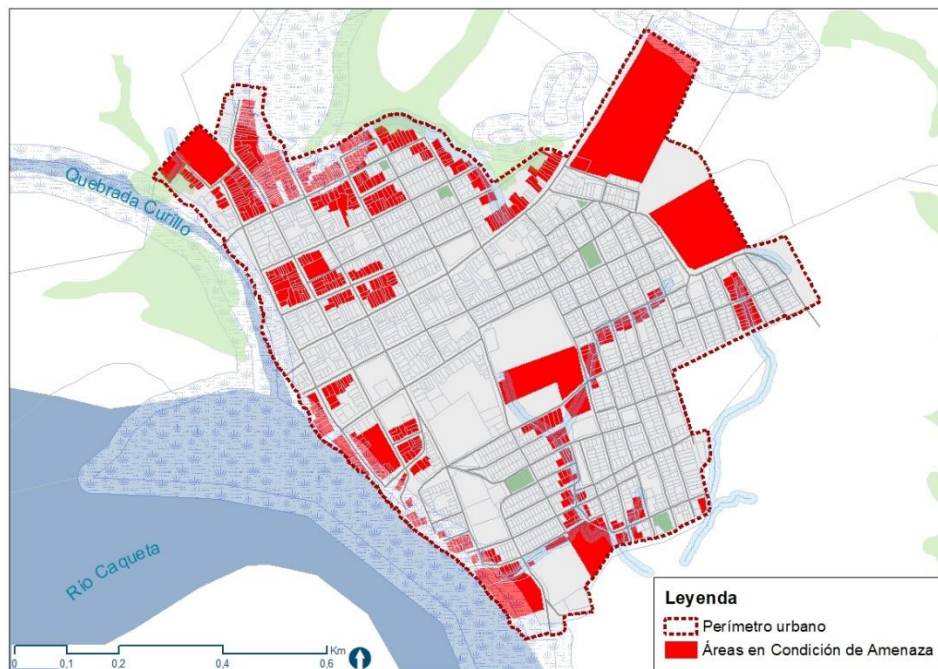 Quebrada Curillo
Río Caqueta
Km
0 0,1 0,2 0,4 0,6
Leyenda
Perímetro urbano
Áreas en Condición de Amenaza